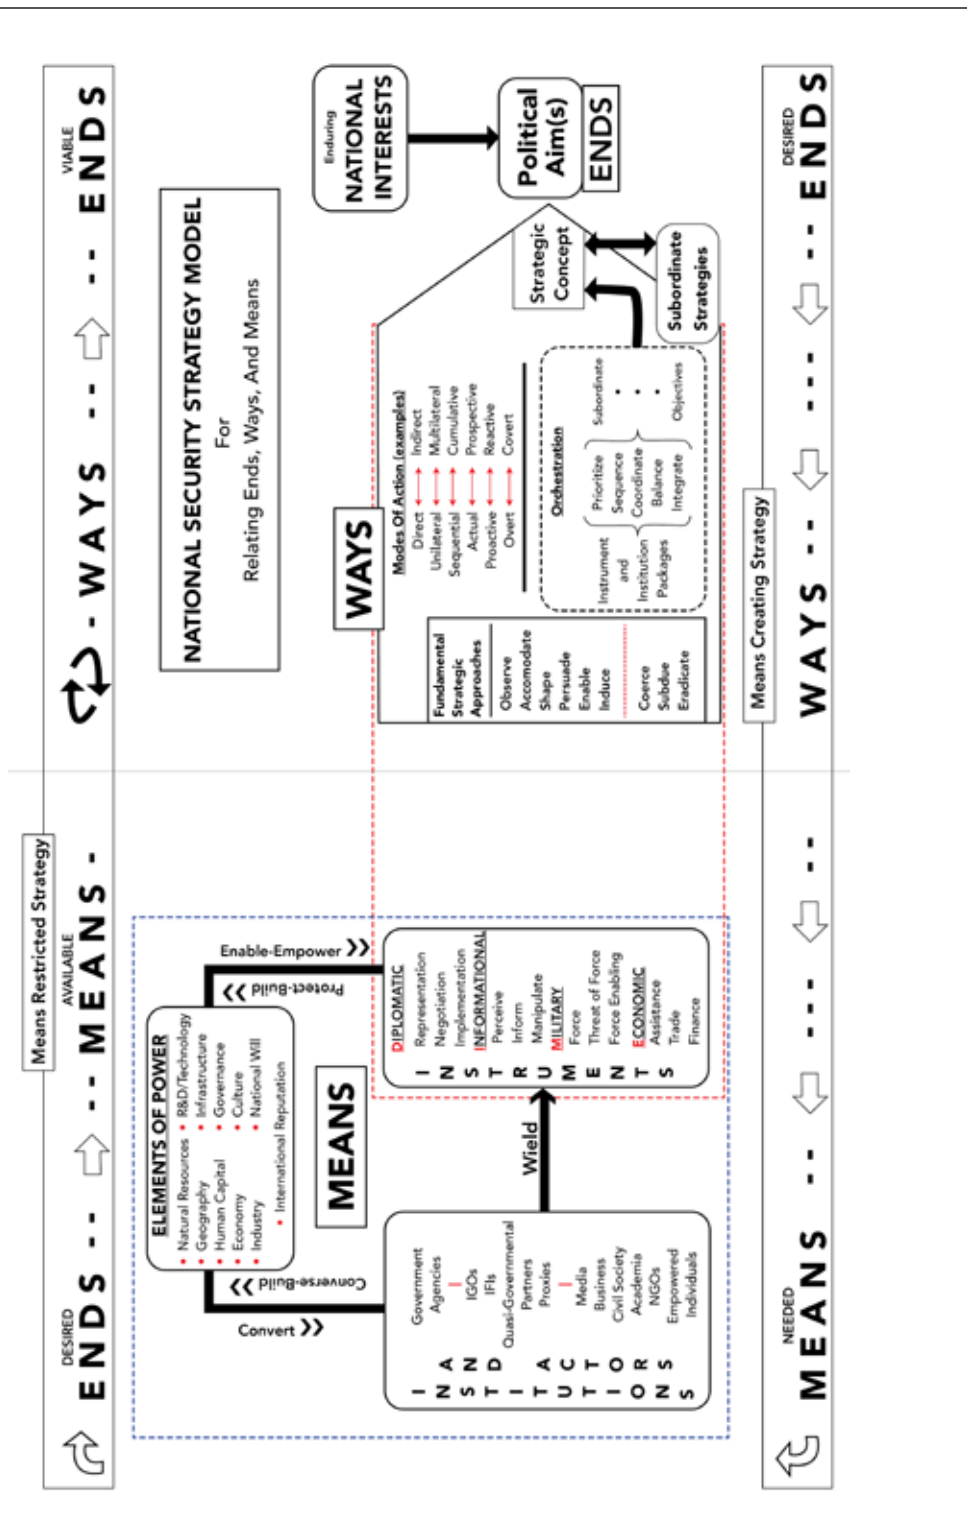 Means Restricted Strategy
DESIRED
AVAILABLE
VIABLE
ENDS -- -- MEANS - - WAYS -- -- ENDS
NATIONAL SECURITY STRATEGY MODEL
For
Relating Ends, Ways, And Means
ELEMENTS OF POWER
• Natural Resources
• Geography
• Human Capital
• Economy
• Industry
• R&D/Technology
• Infrastructure
• Governance
• Culture
• National Will
• International Reputation
Convert
Converse-Build
Enable-Empower
Protect-Build
MEANS
INSTITUTIONS
AND
ACTORS
Government
Agencies
|
IGOs
IFIs
Quasi-Governmental
Partners
Proxies
|
Media
Business
Civil Society
Academia
NGOs
Empowered
Individuals
Wield
INSTRUMENTS
DIPLOMATIC
Representation
Negotiation
Implementation
INFORMATIONAL
Perceive
Inform
Manipulate
MILITARY
Force
Threat of Force
Force Enabling
ECONOMIC
Assistance
Trade
Finance
WAYS
Fundamental
Strategic
Approaches
Observe
Accomodate
Shape
Persuade
Enable
Induce
Coerce
Subdue
Eradicate
Modes Of Action (examples)
Direct Indirect
Unilateral Multilateral
Sequential Cumulative
Actual Prospective
Proactive Reactive
Overt Covert
Orchestration
Instrument
and
Institution
Packages
Prioritize
Sequence
Coordinate
Balance
Integrate
Subordinate
•
•
Objectives
Strategic
Concept
Subordinate
Strategies
Enduring
NATIONAL
INTERESTS
Political
Aim(s)
ENDS
Means Creating Strategy
NEEDED
DESIRED
MEANS -- --- --- -- WAYS -- --- -- ENDS